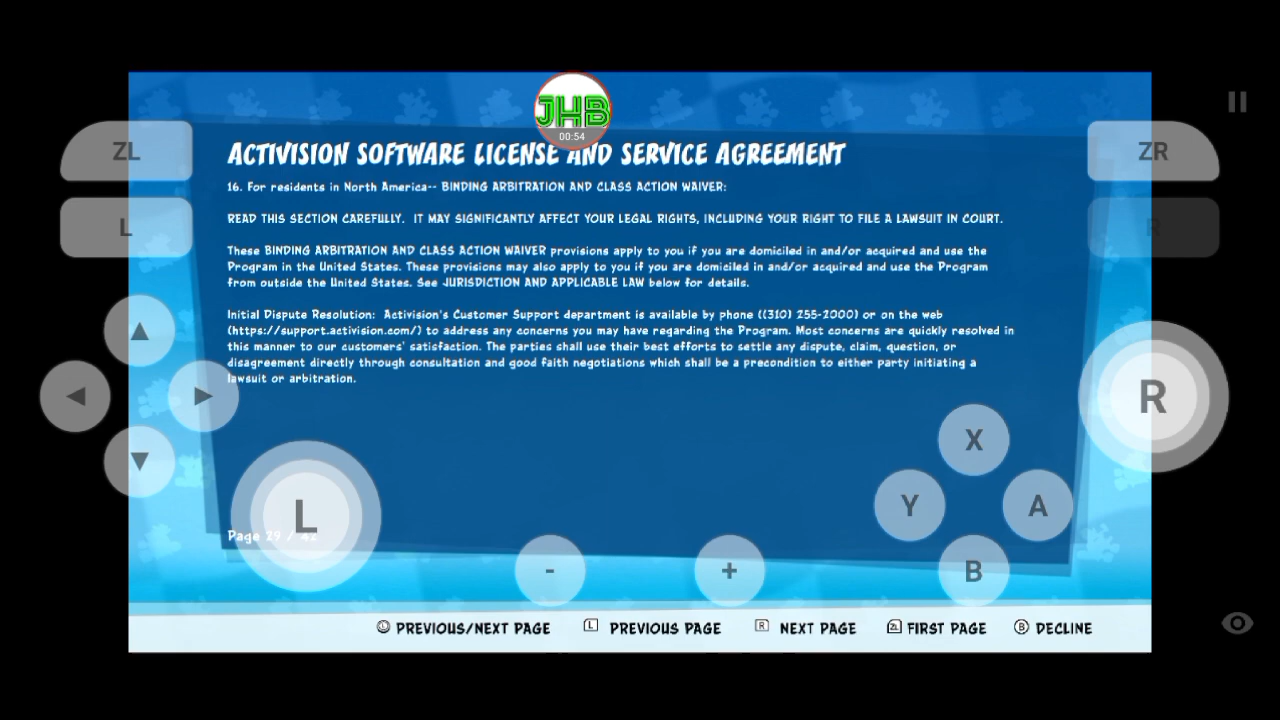 JHB
00:54
ZL
ZR
L
R
ACTIVISION SOFTWARE LICENSE AND SERVICE AGREEMENT
16. For residents in North America-- BINDING ARBITRATION AND CLASS ACTION WAIVER:
READ THIS SECTION CAREFULLY.  IT MAY SIGNIFICANTLY AFFECT YOUR LEGAL RIGHTS, INCLUDING YOUR RIGHT TO FILE A LAWSUIT IN COURT.
These BINDING ARBITRATION AND CLASS ACTION WAIVER provisions apply to you if you are domiciled in and/or acquired and use the
Program in the United States. These provisions may also apply to you if you are domiciled in and/or acquired and use the Program
from outside the United States. See JURISDICTION AND APPLICABLE LAW below for details.
Initial Dispute Resolution:  Activision's Customer Support department is available by phone ((310) 255-2000) or on the web
(https://support.activision.com/) to address any concerns you may have regarding the Program. Most concerns are quickly resolved in
this manner to our customers' satisfaction. The parties shall use their best efforts to settle any dispute, claim, question, or
disagreement directly through consultation and good faith negotiations which shall be a precondition to either party initiating a
lawsuit or arbitration.
R
X
L
Y
A
Page 29 / 42
-
+
B
L PREVIOUS/NEXT PAGE
L PREVIOUS PAGE
R NEXT PAGE
ZL FIRST PAGE
B DECLINE